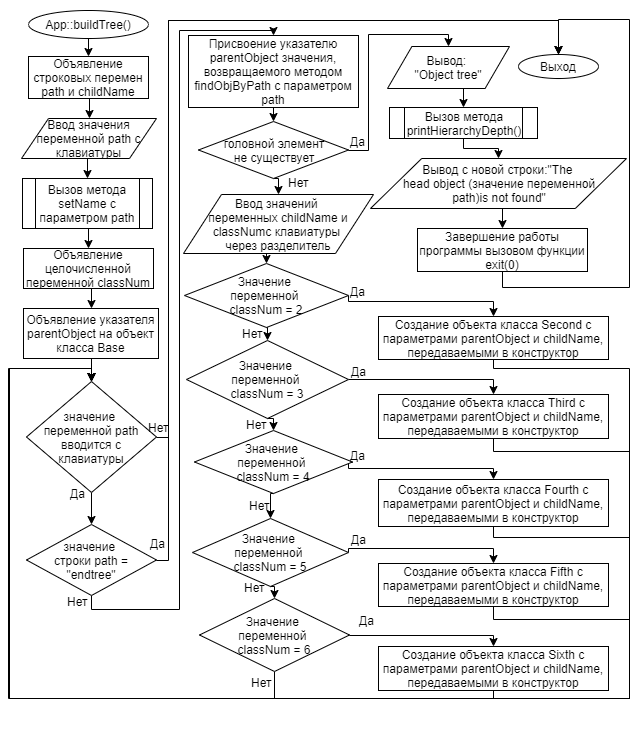 App::buildTree()
Объявление
строковых перемен
path и childName
Ввод значения
переменной path с
клавиатуры
Вызов метода
setName с
параметром path
Объявление
целочисленной
переменной classNum
Объявление указателя
parentObject на объект
класса Base
значение
переменной path
вводится с
клавиатуры
Нет
Да
значение
строки path =
"endtree"
Да
Нет
Присвоение указателю
parentObject значения,
возвращаемого методом
findObjByPath с параметром
path
головной элемент
не существует
Да
Нет
Ввод значений
переменных childName и
classNumс клавиатуры
через разделитель
Значение
переменной
classNum = 2
Да
Нет
Значение
переменной
classNum = 3
Да
Нет
Значение
переменной
classNum = 4
Да
Нет
Значение
переменной
classNum = 5
Да
Нет
Значение
переменной
classNum = 6
Да
Нет
Вывод:
"Object tree"
Выход
Вызов метода
printHierarchyDepth()
Вывод с новой строки:"The
head object (значение переменной
path)is not found"
Завершение работы
программы вызовом функции
exit(0)
Создание объекта класса Second с
параметрами parentObject и childName,
передаваемыми в конструктор
Создание объекта класса Third с
параметрами parentObject и childName,
передаваемыми в конструктор
Создание объекта класса Fourth с
параметрами parentObject и childName,
передаваемыми в конструктор
Создание объекта класса Fifth с
параметрами parentObject и childName,
передаваемыми в конструктор
Создание объекта класса Sixth с
параметрами parentObject и childName,
передаваемыми в конструктор